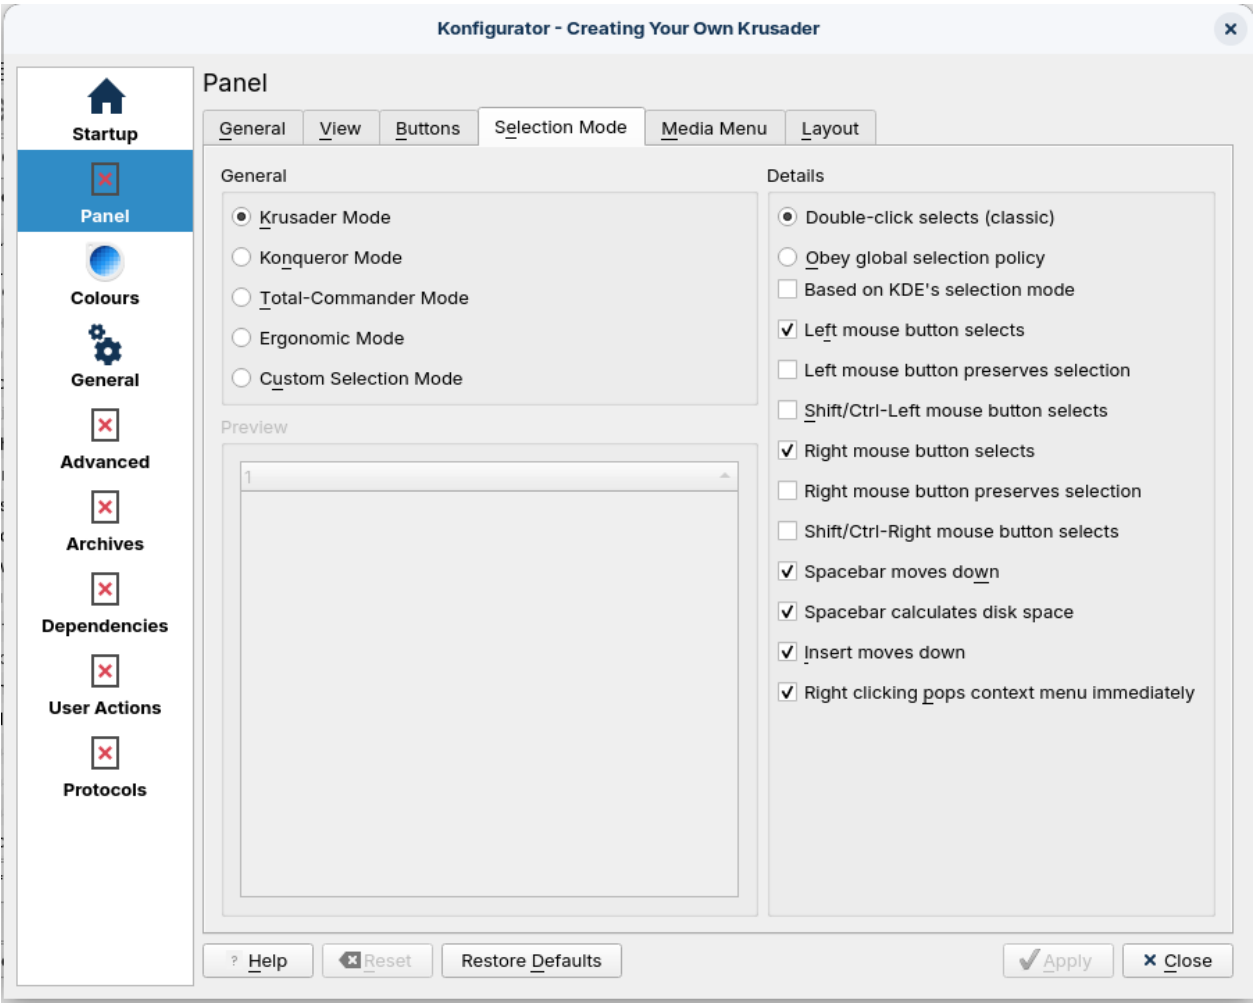 Konfigurator - Creating Your Own Krusader
Startup
Panel
Colours
General
Advanced
Archives
Dependencies
User Actions
Protocols
Panel
General View Buttons Selection Mode Media Menu Layout
General
Krusader Mode
Konqueror Mode
Total-Commander Mode
Ergonomic Mode
Custom Selection Mode
Preview
1
Details
Double-click selects (classic)
Obey global selection policy
Based on KDE's selection mode
Left mouse button selects
Left mouse button preserves selection
Shift/Ctrl-Left mouse button selects
Right mouse button selects
Right mouse button preserves selection
Shift/Ctrl-Right mouse button selects
Spacebar moves down
Spacebar calculates disk space
Insert moves down
Right clicking pops context menu immediately
? Help Reset Restore Defaults Apply Close